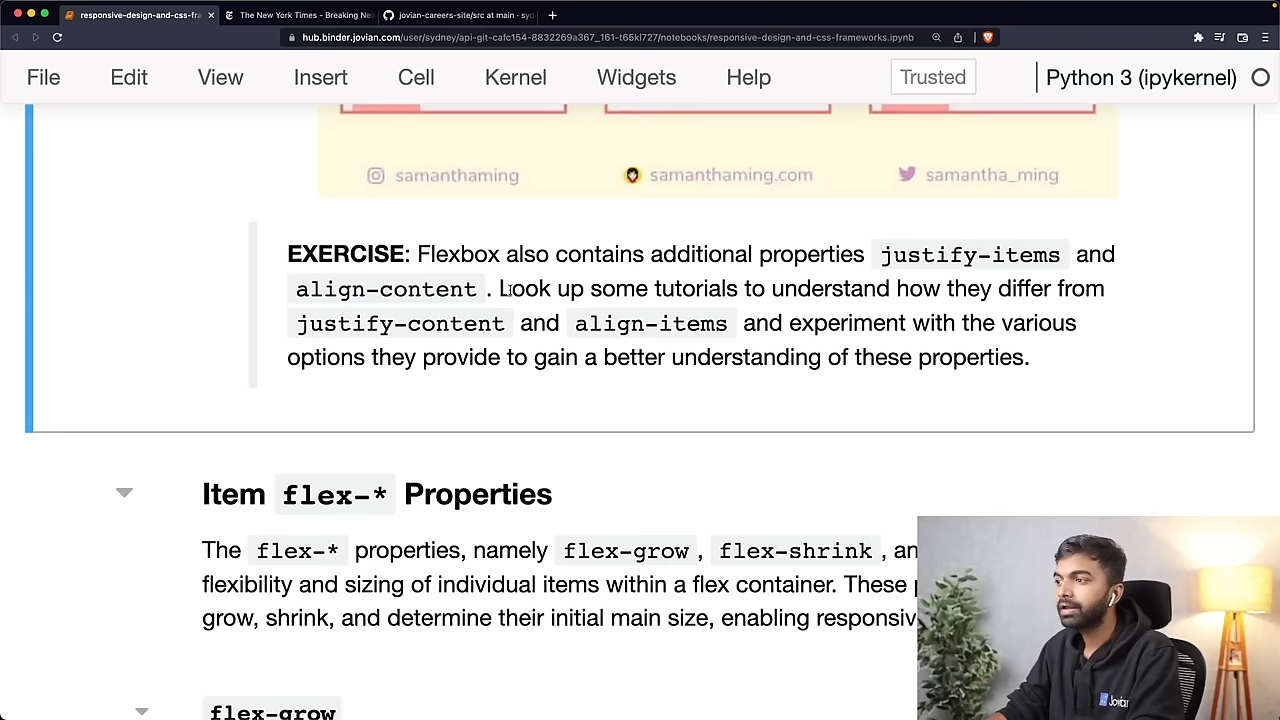 responsive-design-and-css-fra
The New York Times - Breaking Ne
jovian-careers-site/src at main · syd
hub.binder.jovian.com/user/sydney/api-git-cafc154-8832269a367_161-t65kl727/notebooks/responsive-design-and-css-frameworks.ipynb
File Edit View Insert Cell Kernel Widgets Help Trusted Python 3 (ipykernel)
samanthaming samanthaming.com samantha_ming
EXERCISE: Flexbox also contains additional properties justify-items and
align-content . Look up some tutorials to understand how they differ from
justify-content and align-items and experiment with the various
options they provide to gain a better understanding of these properties.
Item flex-* Properties
The flex-* properties, namely flex-grow , flex-shrink , an
flexibility and sizing of individual items within a flex container. These
grow, shrink, and determine their initial main size, enabling responsiv
flex-grow
Jovian